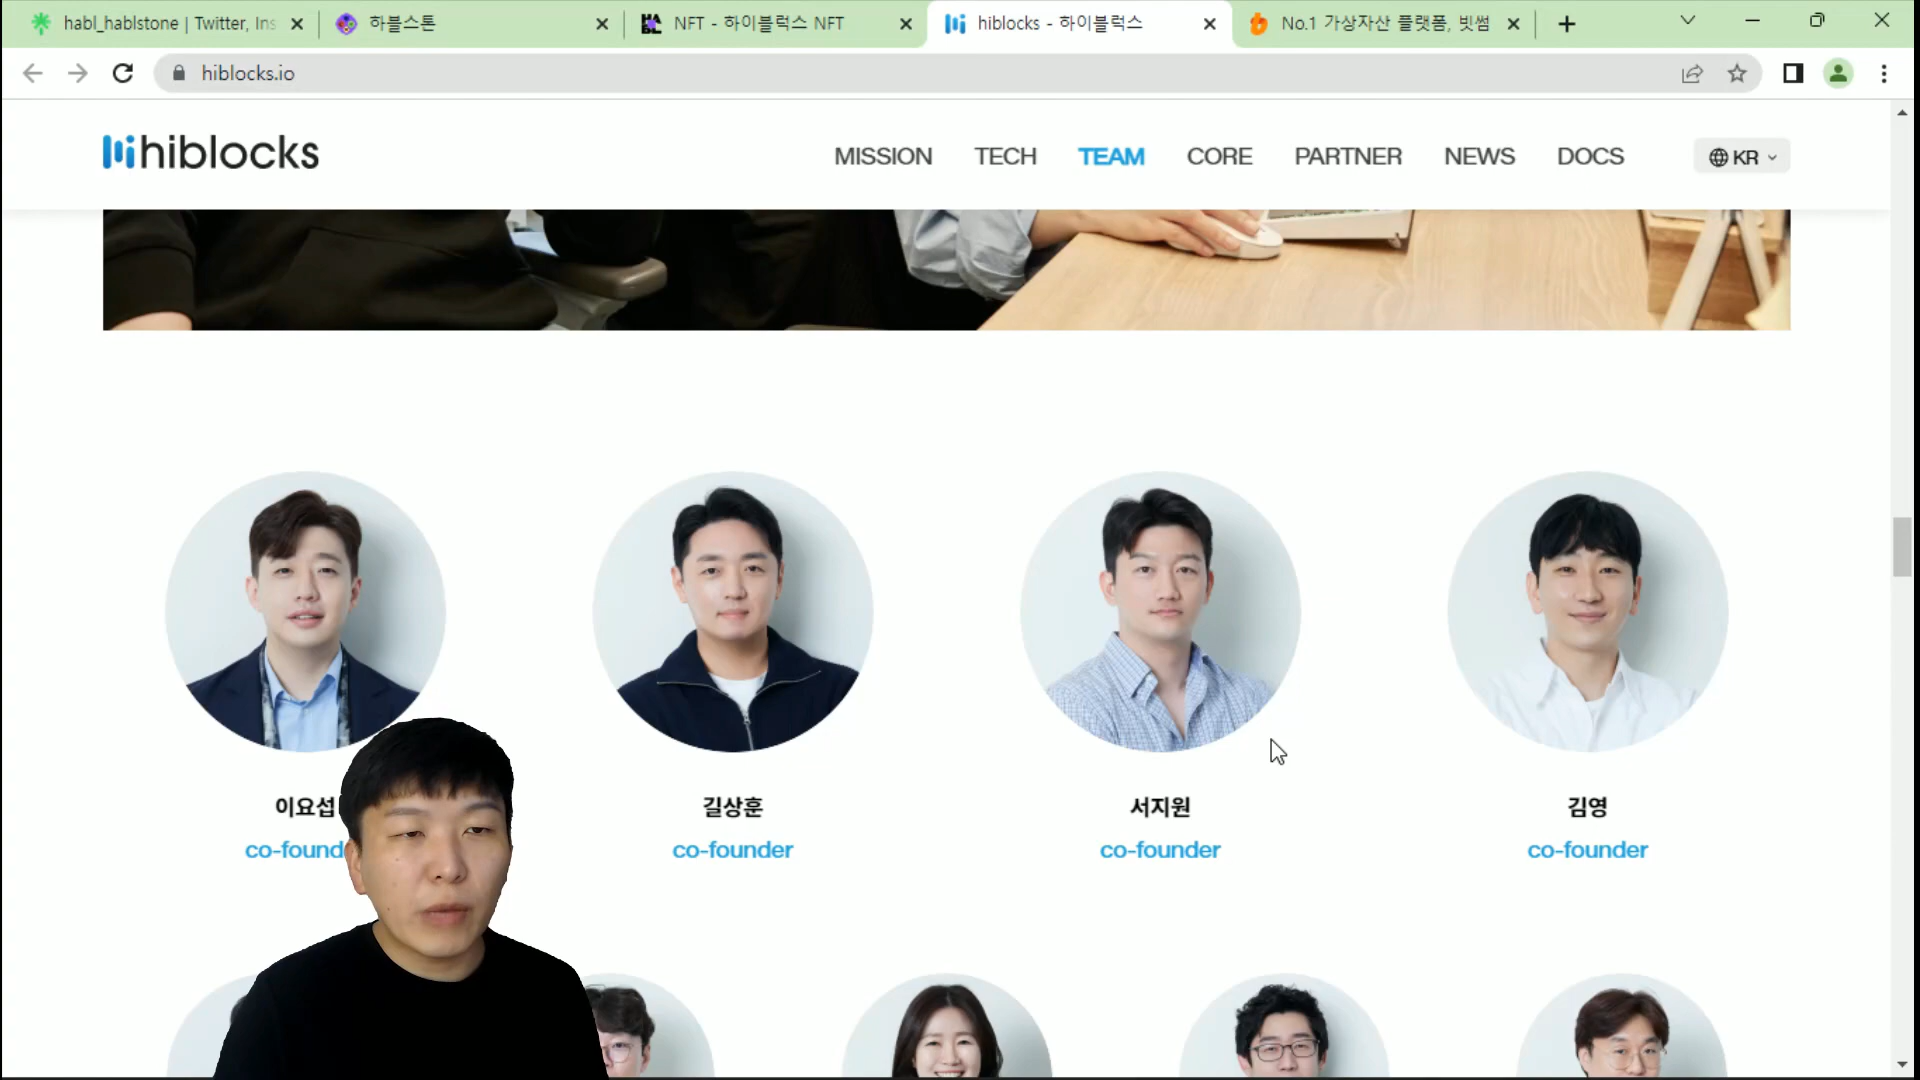 habl_hablstone | Twitter, Ins
하블스톤
NFT - 하이블럭스 NFT
hiblocks - 하이블럭스
No.1 가상자산 플랫폼, 빗썸
hiblocks.io
hiblocks
MISSION
TECH
TEAM
CORE
PARTNER
NEWS
DOCS
KR
이요섭
길상훈
서지원
김영
co-found
co-founder
co-founder
co-founder